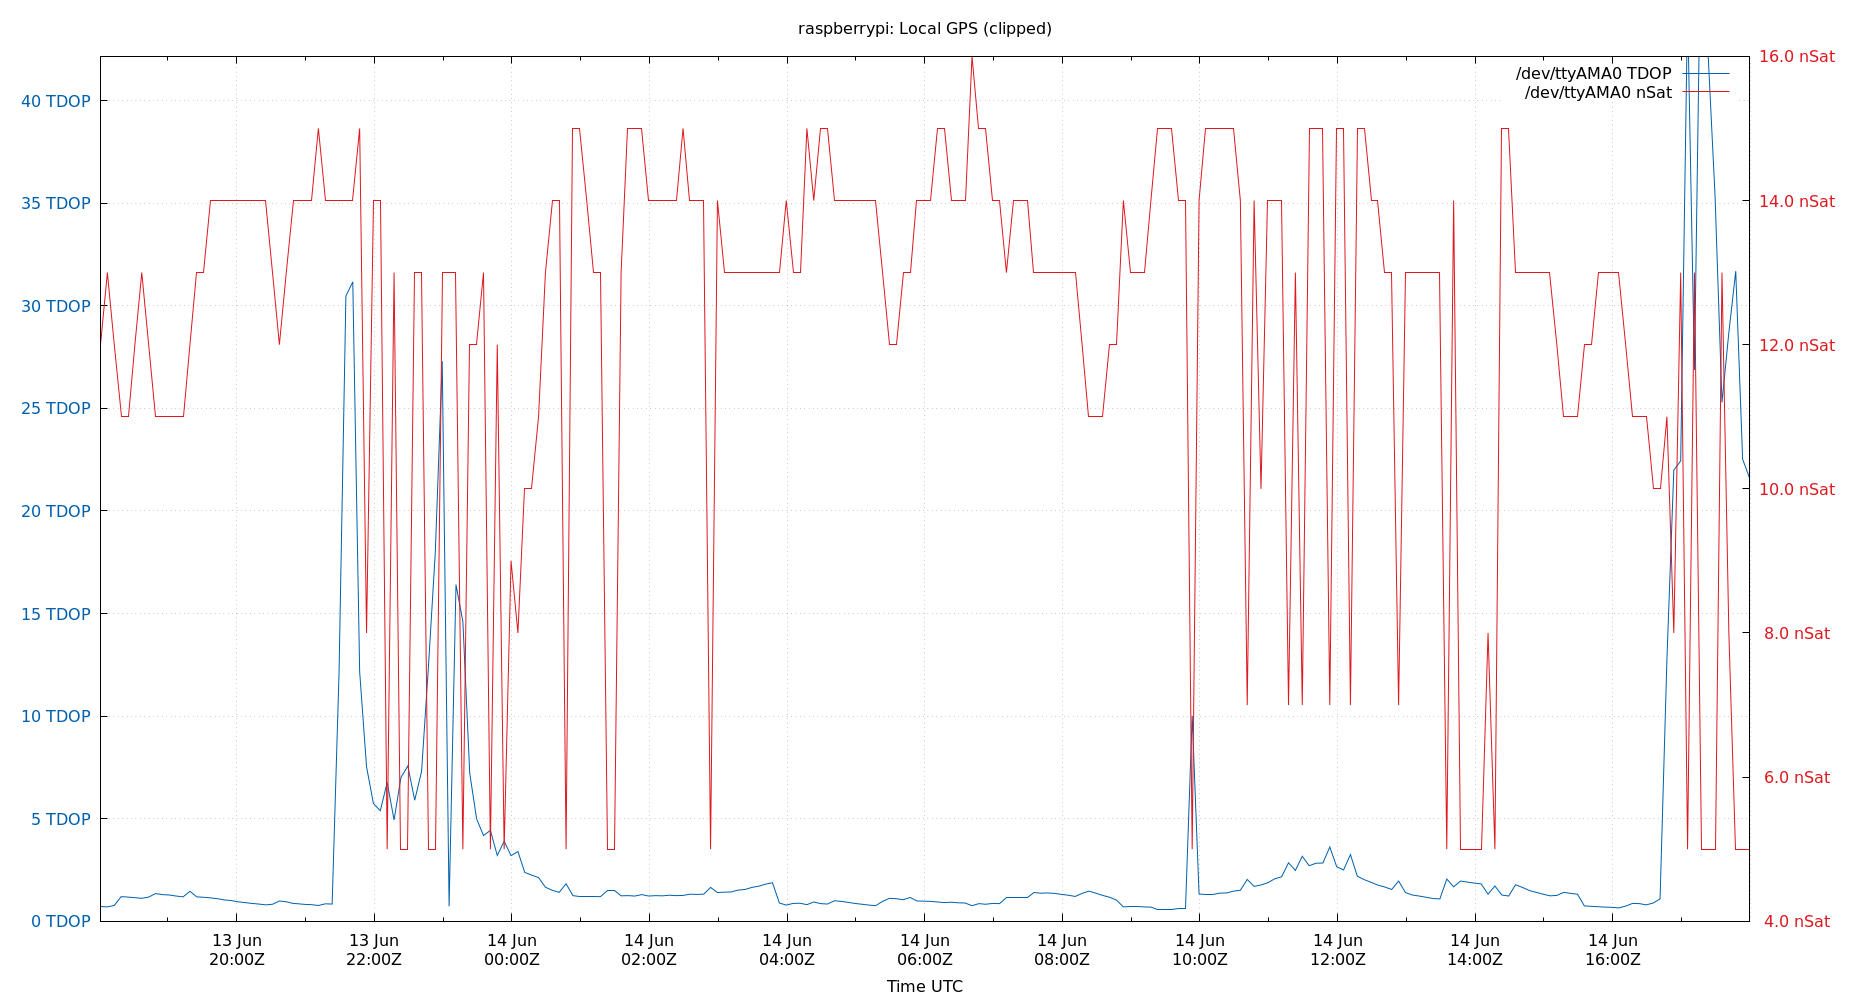 raspberrypi: Local GPS (clipped)
/dev/ttyAMA0 TDOP
/dev/ttyAMA0 nSat
40 TDOP
35 TDOP
30 TDOP
25 TDOP
20 TDOP
15 TDOP
10 TDOP
5 TDOP
0 TDOP
16.0 nSat
14.0 nSat
12.0 nSat
10.0 nSat
8.0 nSat
6.0 nSat
4.0 nSat
13 Jun
20:00Z
13 Jun
22:00Z
14 Jun
00:00Z
14 Jun
02:00Z
14 Jun
04:00Z
14 Jun
06:00Z
14 Jun
08:00Z
14 Jun
10:00Z
14 Jun
12:00Z
14 Jun
14:00Z
14 Jun
16:00Z
Time UTC